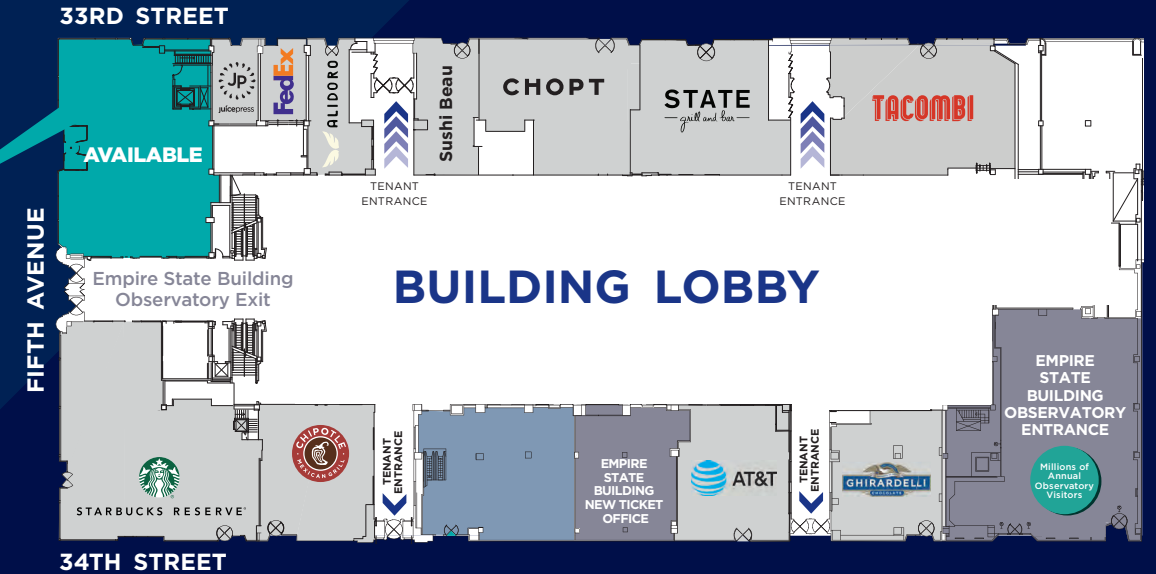 33RD STREET
JP
juicepress
FedEx
ALIDORO
Sushi Beau
CHOPT
STATE
grill and bar
TACOMBI
AVAILABLE
TENANT
ENTRANCE
TENANT
ENTRANCE
FIFTH AVENUE
Empire State Building
Observatory Exit
BUILDING LOBBY
STARBUCKS RESERVE
CHIPOTLE
MEXICAN GRILL
TENANT
ENTRANCE
EMPIRE
STATE
BUILDING
NEW TICKET
OFFICE
AT&T
TENANT
ENTRANCE
GHIRARDELLI
CHOCOLATE
EMPIRE
STATE
BUILDING
OBSERVATORY
ENTRANCE
Millions of
Annual
Observatory
Visitors
34TH STREET